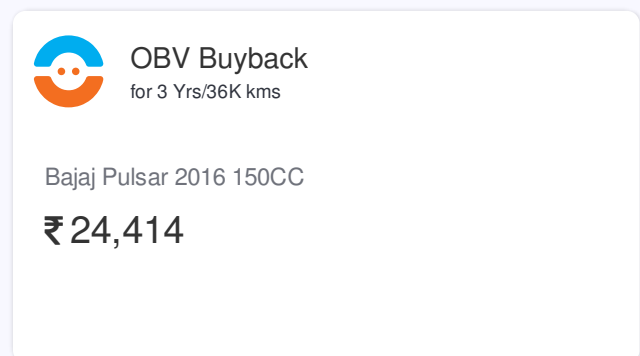 OBV Buyback
for 3 Yrs/36K kms
Bajaj Pulsar 2016 150CC
₹ 24,414